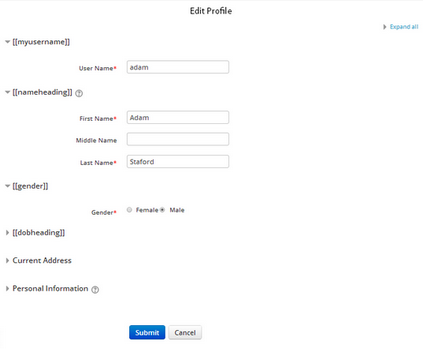 Edit Profile
Expand all
[[myusername]]
User Name* adam
[[nameheading]]
First Name* Adam
Middle Name
Last Name* Staford
[[gender]]
Gender* Female Male
[[dobheading]]
Current Address
Personal Information
Submit Cancel